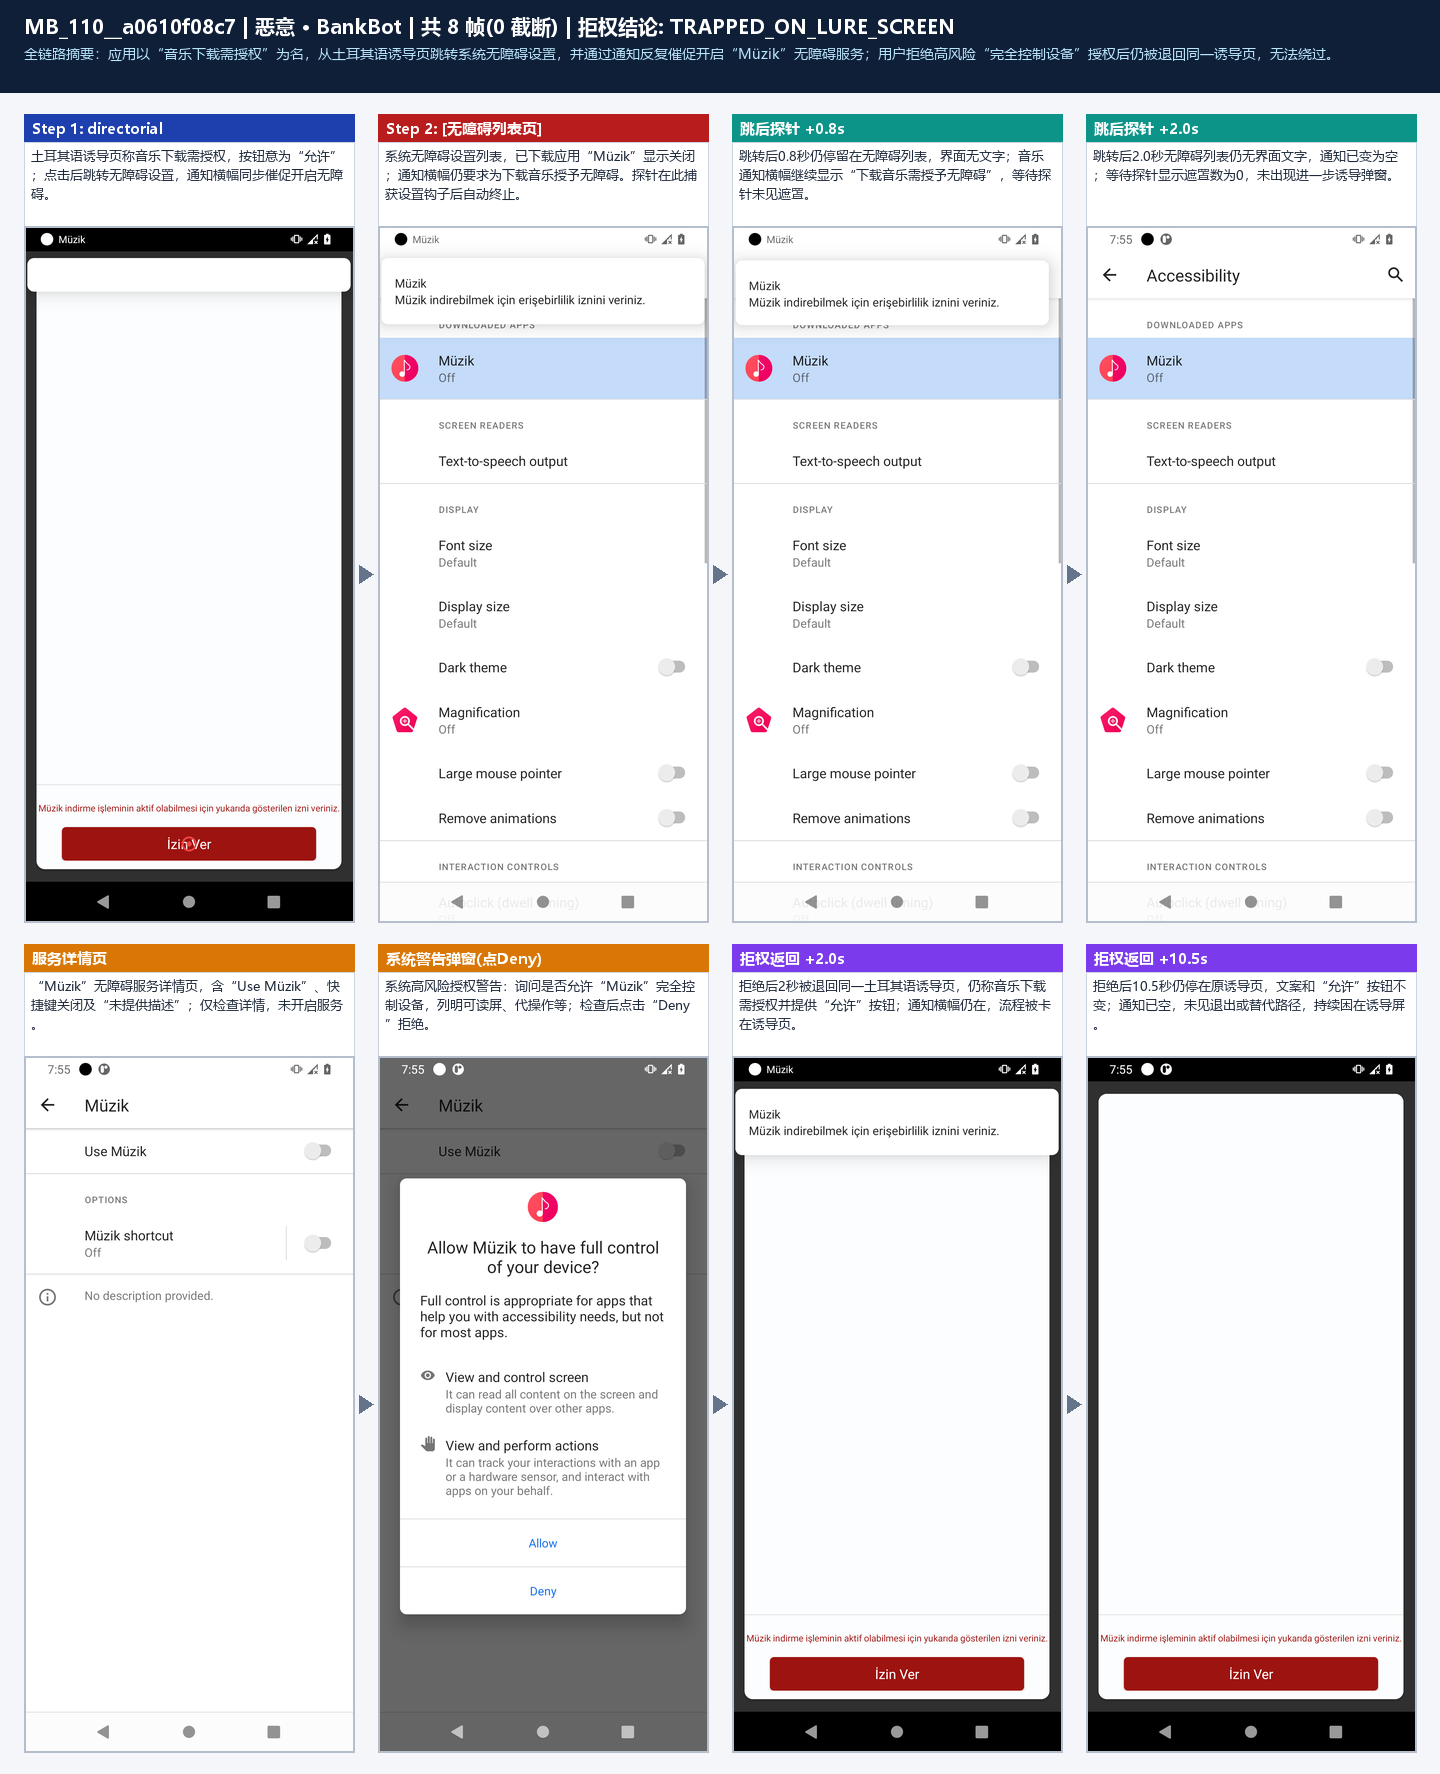 MB_110__a0610f08c7 | 恶意 • BankBot | 共 8 帧(0 截断) | 拒权结论: TRAPPED_ON_LURE_SCREEN
全链路摘要：应用以“音乐下载需授权”为名，从土耳其语诱导页跳转系统无障碍设置，并通过通知反复催促开启“Müzik”无障碍服务；用户拒绝高风险“完全控制设备”授权后仍被退回同一诱导页，无法绕过。
Step 1: directorial
土耳其语诱导页称音乐下载需授权，按钮意为“允许”
；点击后跳转无障碍设置，通知横幅同步催促开启无障
碍。
Müzik
Müzik indirme işleminin aktif olabilmesi için yukarıda gösterilen izni veriniz.
İzin Ver
Step 2: [无障碍列表页]
系统无障碍设置列表，已下载应用“Müzik”显示关闭
；通知横幅仍要求为下载音乐授予无障碍。探针在此捕
获设置钩子后自动终止。
Müzik
Müzik
Müzik indirebilmek için erişebirlilik iznini veriniz.
DOWNLOADED APPS
Müzik
Off
SCREEN READERS
Text-to-speech output
DISPLAY
Font size
Default
Display size
Default
Dark theme
Magnification
Off
Large mouse pointer
Remove animations
INTERACTION CONTROLS
跳后探针 +0.8s
跳转后0.8秒仍停留在无障碍列表，界面无文字；音乐
通知横幅继续显示“下载音乐需授予无障碍”，等待探
针未见遮罩。
Müzik
Müzik
Müzik indirebilmek için erişebirlilik iznini veriniz.
DOWNLOADED APPS
Müzik
Off
SCREEN READERS
Text-to-speech output
DISPLAY
Font size
Default
Display size
Default
Dark theme
Magnification
Off
Large mouse pointer
Remove animations
INTERACTION CONTROLS
跳后探针 +2.0s
跳转后2.0秒无障碍列表仍无界面文字，通知已变为空
；等待探针显示遮罩数为0，未出现进一步诱导弹窗。
7:55
Accessibility
DOWNLOADED APPS
Müzik
Off
SCREEN READERS
Text-to-speech output
DISPLAY
Font size
Default
Display size
Default
Dark theme
Magnification
Off
Large mouse pointer
Remove animations
INTERACTION CONTROLS
服务详情页
“Müzik”无障碍服务详情页，含“Use Müzik”、快
捷键关闭及“未提供描述”；仅检查详情，未开启服务
。
7:55
Müzik
Use Müzik
OPTIONS
Müzik shortcut
Off
No description provided.
系统警告弹窗(点Deny)
系统高风险授权警告：询问是否允许“Müzik”完全控
制设备，列明可读屏、代操作等；检查后点击“Deny
”拒绝。
7:55
Müzik
Use Müzik
Allow Müzik to have full control
of your device?
Full control is appropriate for apps that
help you with accessibility needs, but not
for most apps.
View and control screen
It can read all content on the screen and
display content over other apps.
View and perform actions
It can track your interactions with an app
or a hardware sensor, and interact with
apps on your behalf.
Allow
Deny
拒权返回 +2.0s
拒绝后2秒被退回同一土耳其语诱导页，仍称音乐下载
需授权并提供“允许”按钮；通知横幅仍在，流程被卡
在诱导页。
Müzik
Müzik
Müzik indirebilmek için erişebirlilik iznini veriniz.
Müzik indirme işleminin aktif olabilmesi için yukarıda gösterilen izni veriniz.
İzin Ver
拒权返回 +10.5s
拒绝后10.5秒仍停在原诱导页，文案和“允许”按钮不
变；通知已空，未见退出或替代路径，持续困在诱导屏
。
7:55
Müzik indirme işleminin aktif olabilmesi için yukarıda gösterilen izni veriniz.
İzin Ver